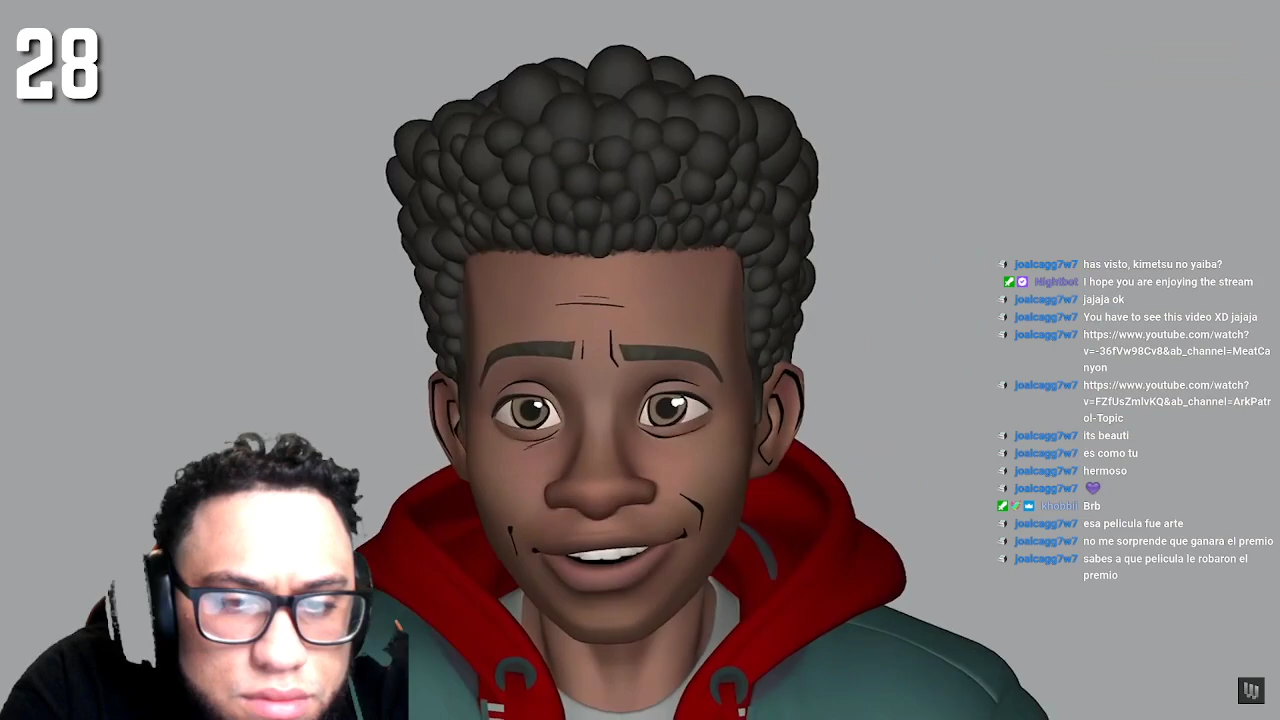 28
joalcagg7w7 has visto, kimetsu no yaiba?
Nightbot I hope you are enjoying the stream
joalcagg7w7 jajaja ok
joalcagg7w7 You have to see this video XD jajaja
joalcagg7w7 https://www.youtube.com/watch?
v=-36fVw98Cv8&ab_channel=MeatCa
nyon
joalcagg7w7 https://www.youtube.com/watch?
v=FZfUsZmlvKQ&ab_channel=ArkPatr
ol-Topic
joalcagg7w7 its beauti
joalcagg7w7 es como tu
joalcagg7w7 hermoso
joalcagg7w7 💜
khoobii Brb
joalcagg7w7 esa pelicula fue arte
joalcagg7w7 no me sorprende que ganara el premio
joalcagg7w7 sabes a que pelicula le robaron el
premio